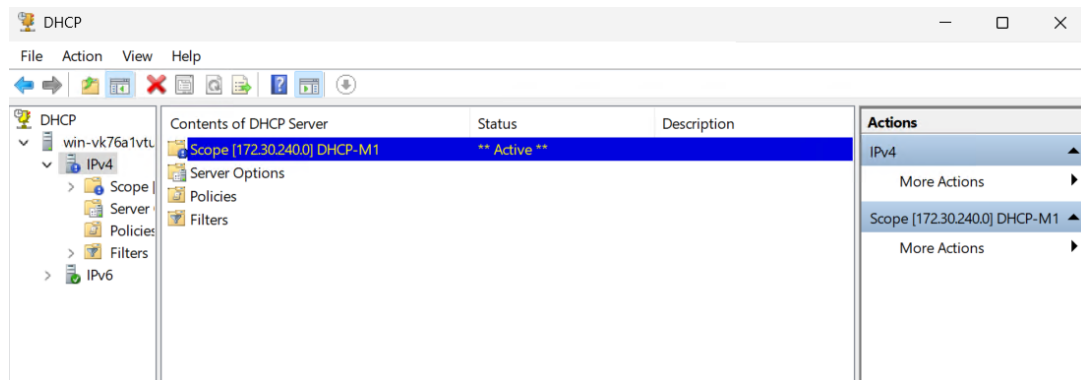 DHCP
File Action View Help
DHCP
win-vk76a1vtu
IPv4
Scope [
Server
Policies
Filters
IPv6
Contents of DHCP Server Status Description
Scope [172.30.240.0] DHCP-M1 ** Active **
Server Options
Policies
Filters
Actions
IPv4
More Actions
Scope [172.30.240.0] DHCP-M1
More Actions